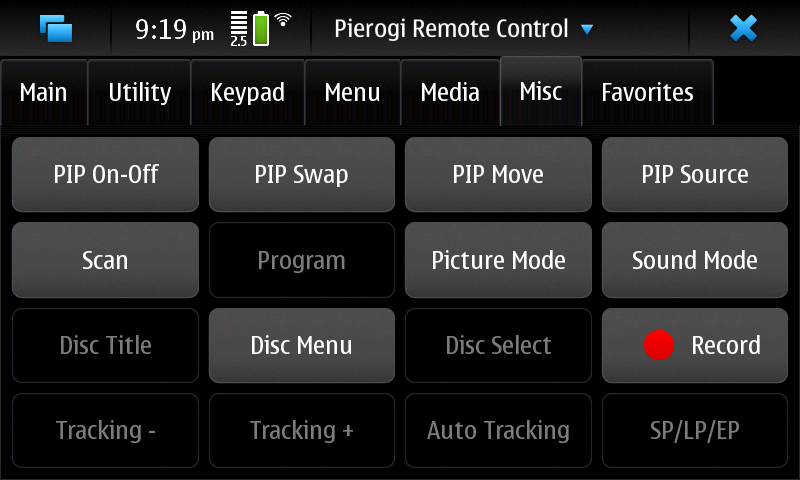 9:19 pm 2.5 Pierogi Remote Control
Main Utility Keypad Menu Media Misc Favorites
PIP On-Off PIP Swap PIP Move PIP Source
Scan Program Picture Mode Sound Mode
Disc Title Disc Menu Disc Select Record
Tracking - Tracking + Auto Tracking SP/LP/EP